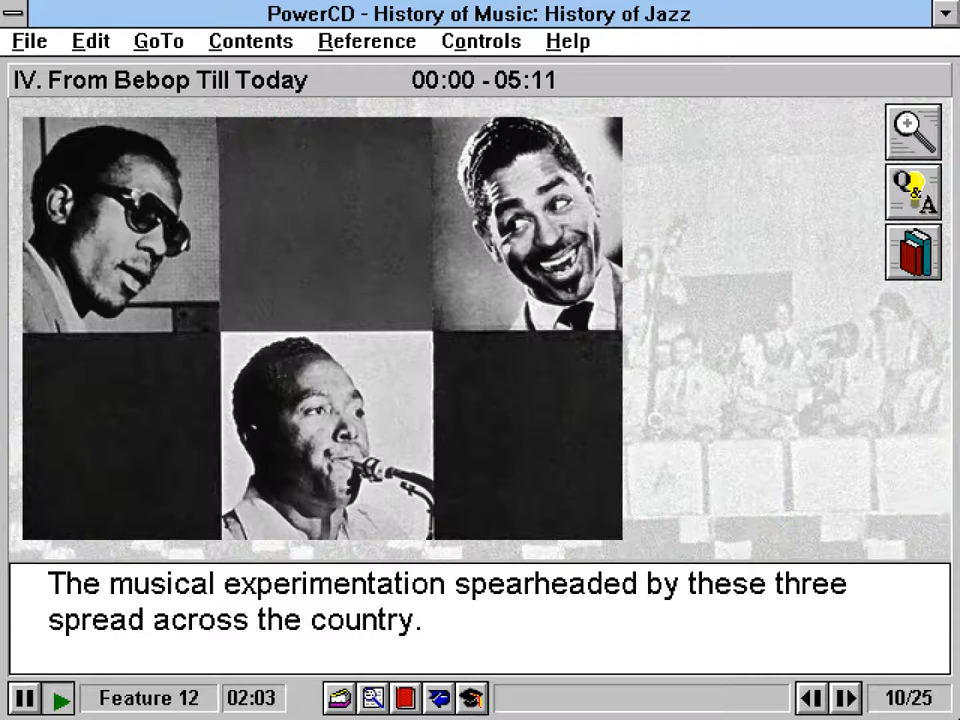 PowerCD - History of Music: History of Jazz
File Edit GoTo Contents Reference Controls Help
IV. From Bebop Till Today 00:00 - 05:11
Q & A
The musical experimentation spearheaded by these three
spread across the country.
Feature 12 02:03 10/25